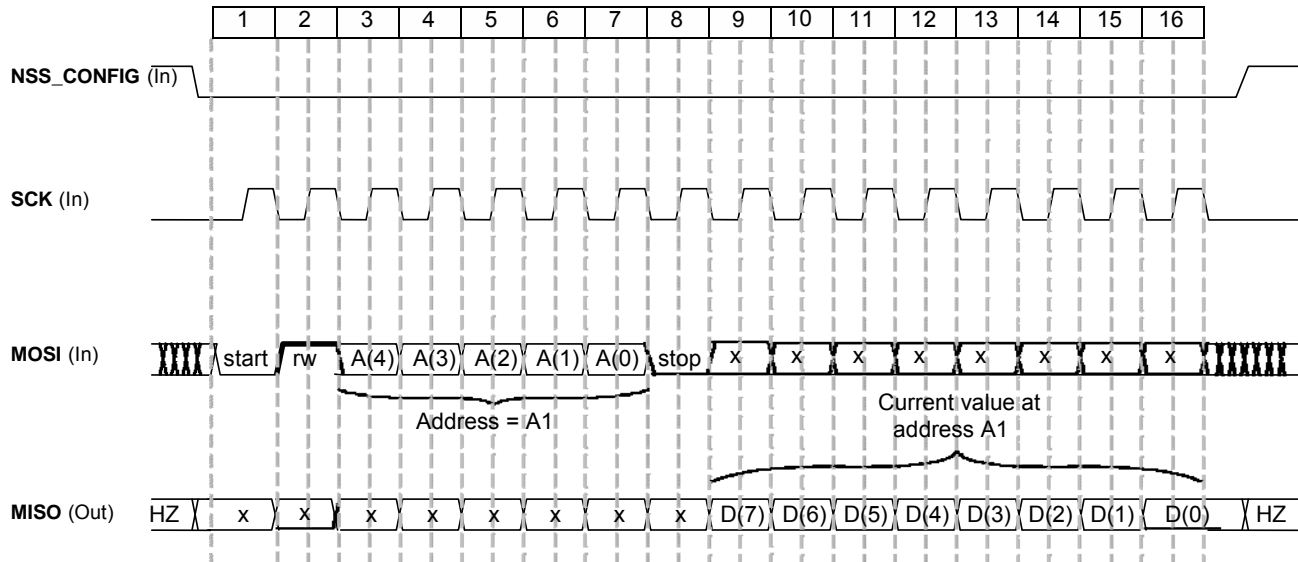 1 2 3 4 5 6 7 8 9 10 11 12 13 14 15 16
NSS_CONFIG (In)
SCK (In)
MOSI (In) start rw A(4) A(3) A(2) A(1) A(0) stop x x x x x x x x
Address = A1
Current value at
address A1
MISO (Out) HZ x x x x x x x x D(7) D(6) D(5) D(4) D(3) D(2) D(1) D(0) HZ